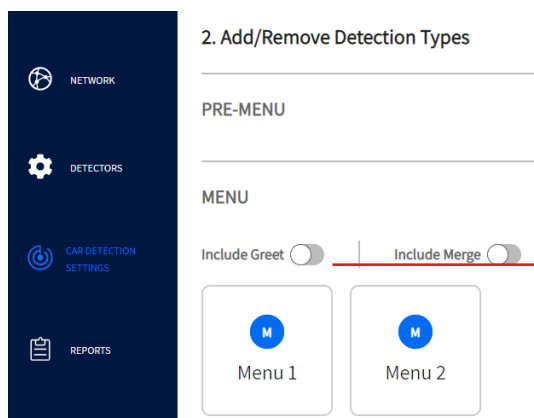 2. Add/Remove Detection Types
NETWORK
PRE-MENU
DETECTORS
MENU
CAR DETECTION
SETTINGS
Include Greet
Include Merge
M
M
Menu 1
Menu 2
REPORTS